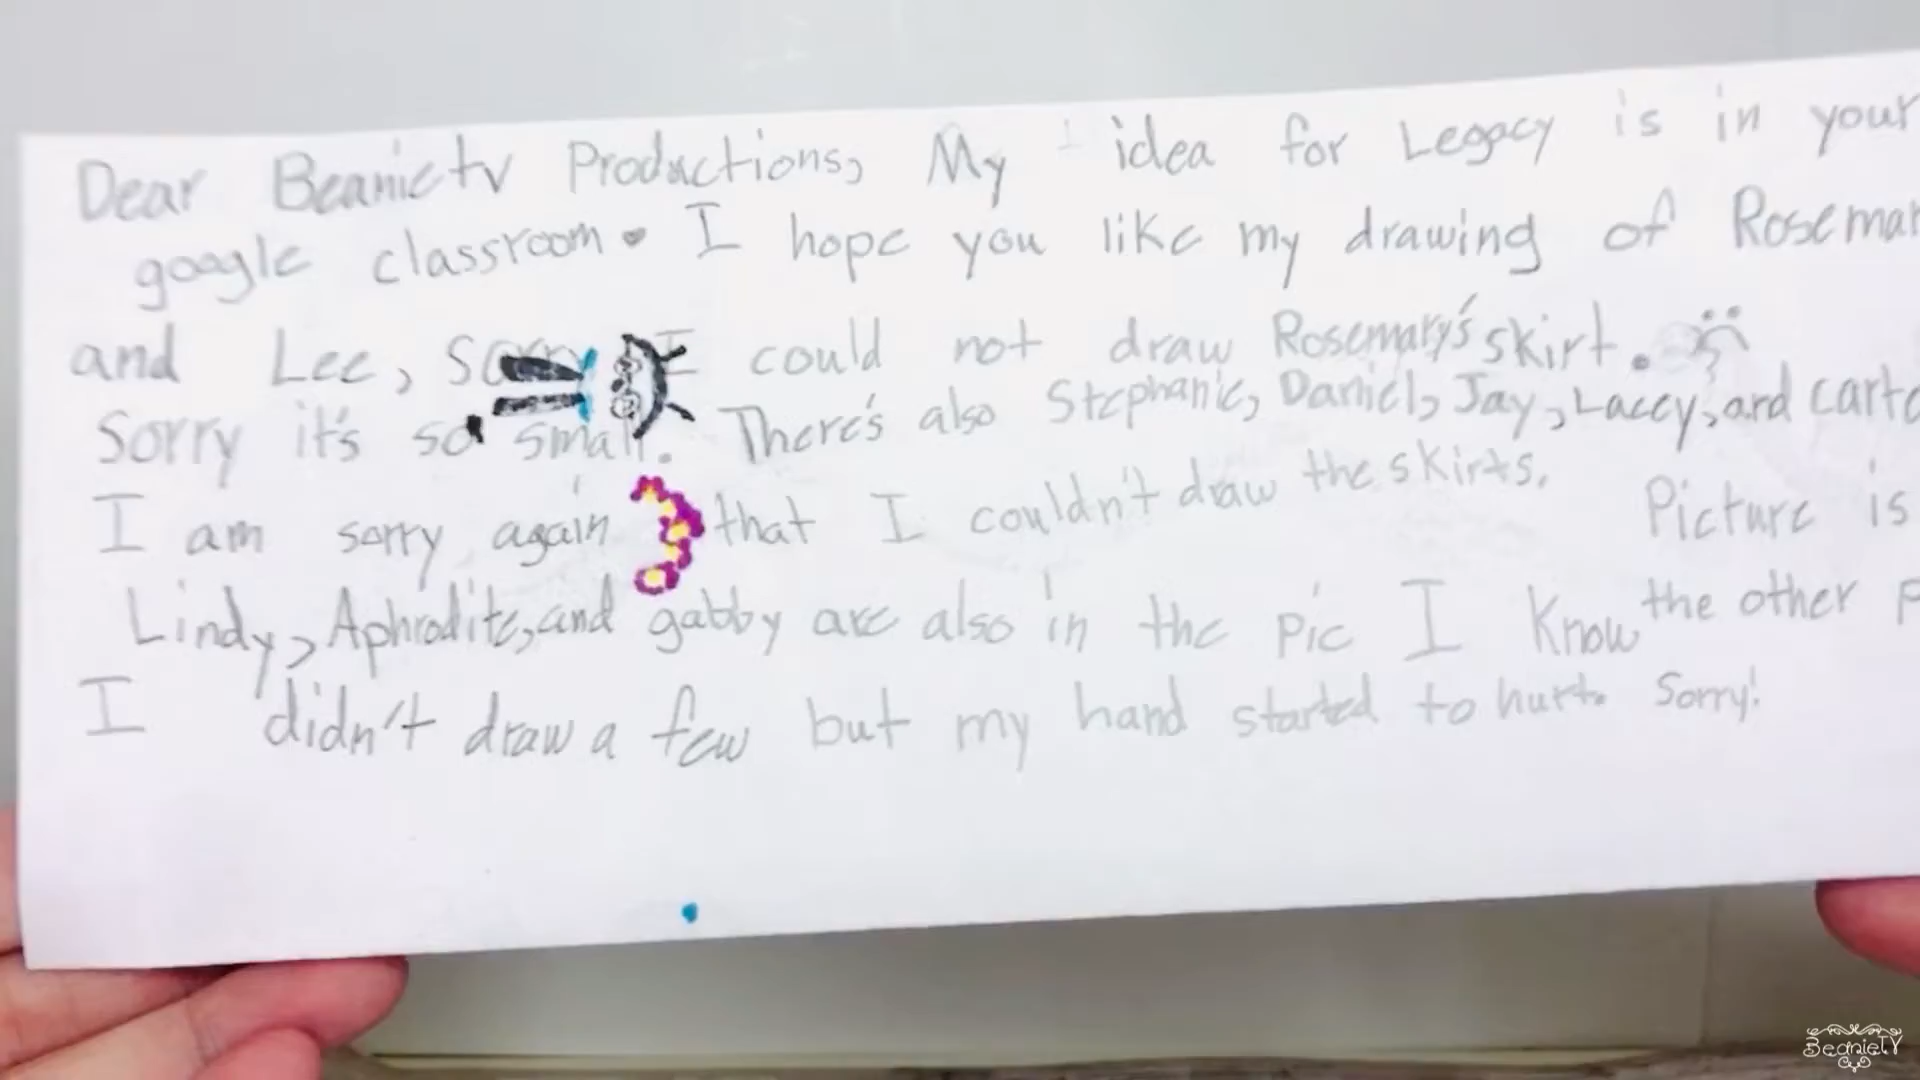 Dear Beanietv Productions, My idea for Legacy is in your
google classroom. I hope you like my drawing of Rosemar
and Lee, Sorry I could not draw Rosemary's skirt.
Sorry it's so small. There's also Stephanie, Daniel, Jay, Lacey, and carto
I am sorry again that I couldn't draw the skirts. Picture is
Lindy, Aphrodite, and gabby are also in the pic I know the other p
I didn't draw a few but my hand started to hurt. Sorry!
BeanieTV